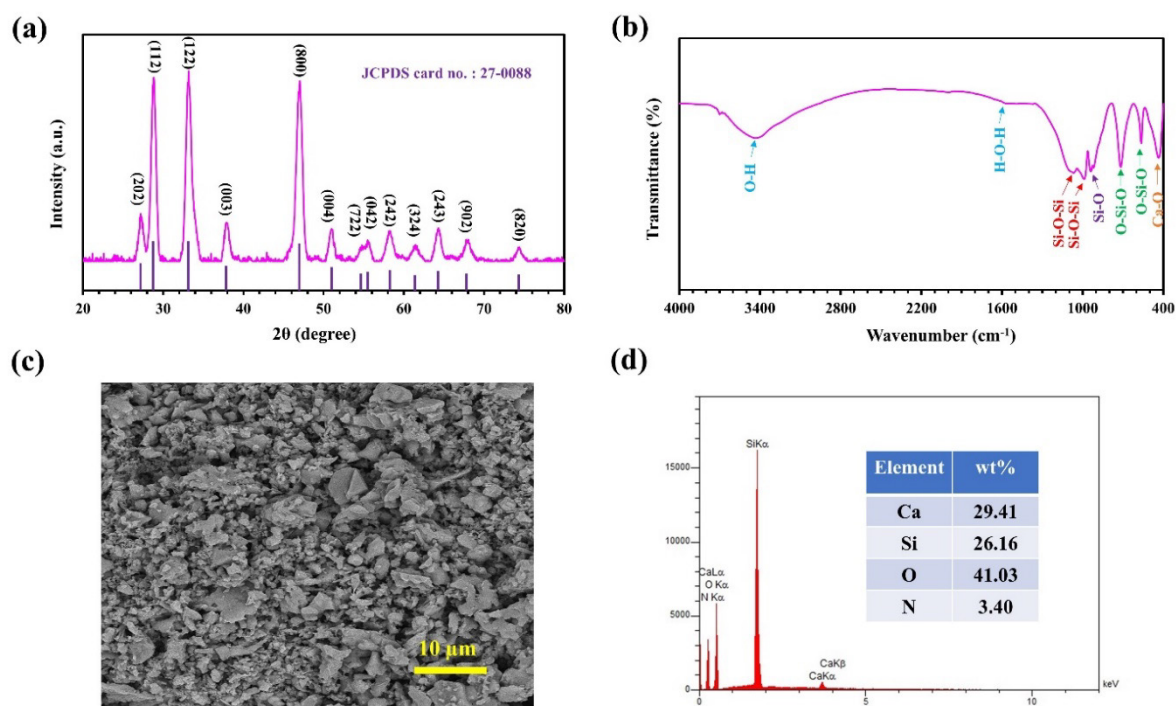 (a)
(202)
(112)
(122)
(003)
(800)
(004)
(722)
(042)
(242)
(324)
(243)
(902)
(820)
JCPDS card no. : 27-0088
Intensity (a.u.)
20
30
40
50
60
70
80
2θ (degree)
(b)
Transmittance (%)
O-H
H-O-H
Si-O-Si
Si-O-Si
Si-O
O-Si-O
O-Si-O
Ca-O
4000
3400
2800
2200
1600
1000
400
Wavenumber (cm⁻¹)
(c)
10 µm
(d)
15000
10000
5000
0
SiKα
CaLα
O Kα
N Kα
CaKβ
CaKα
5
10
keV
Element wt%
Ca 29.41
Si 26.16
O 41.03
N 3.40